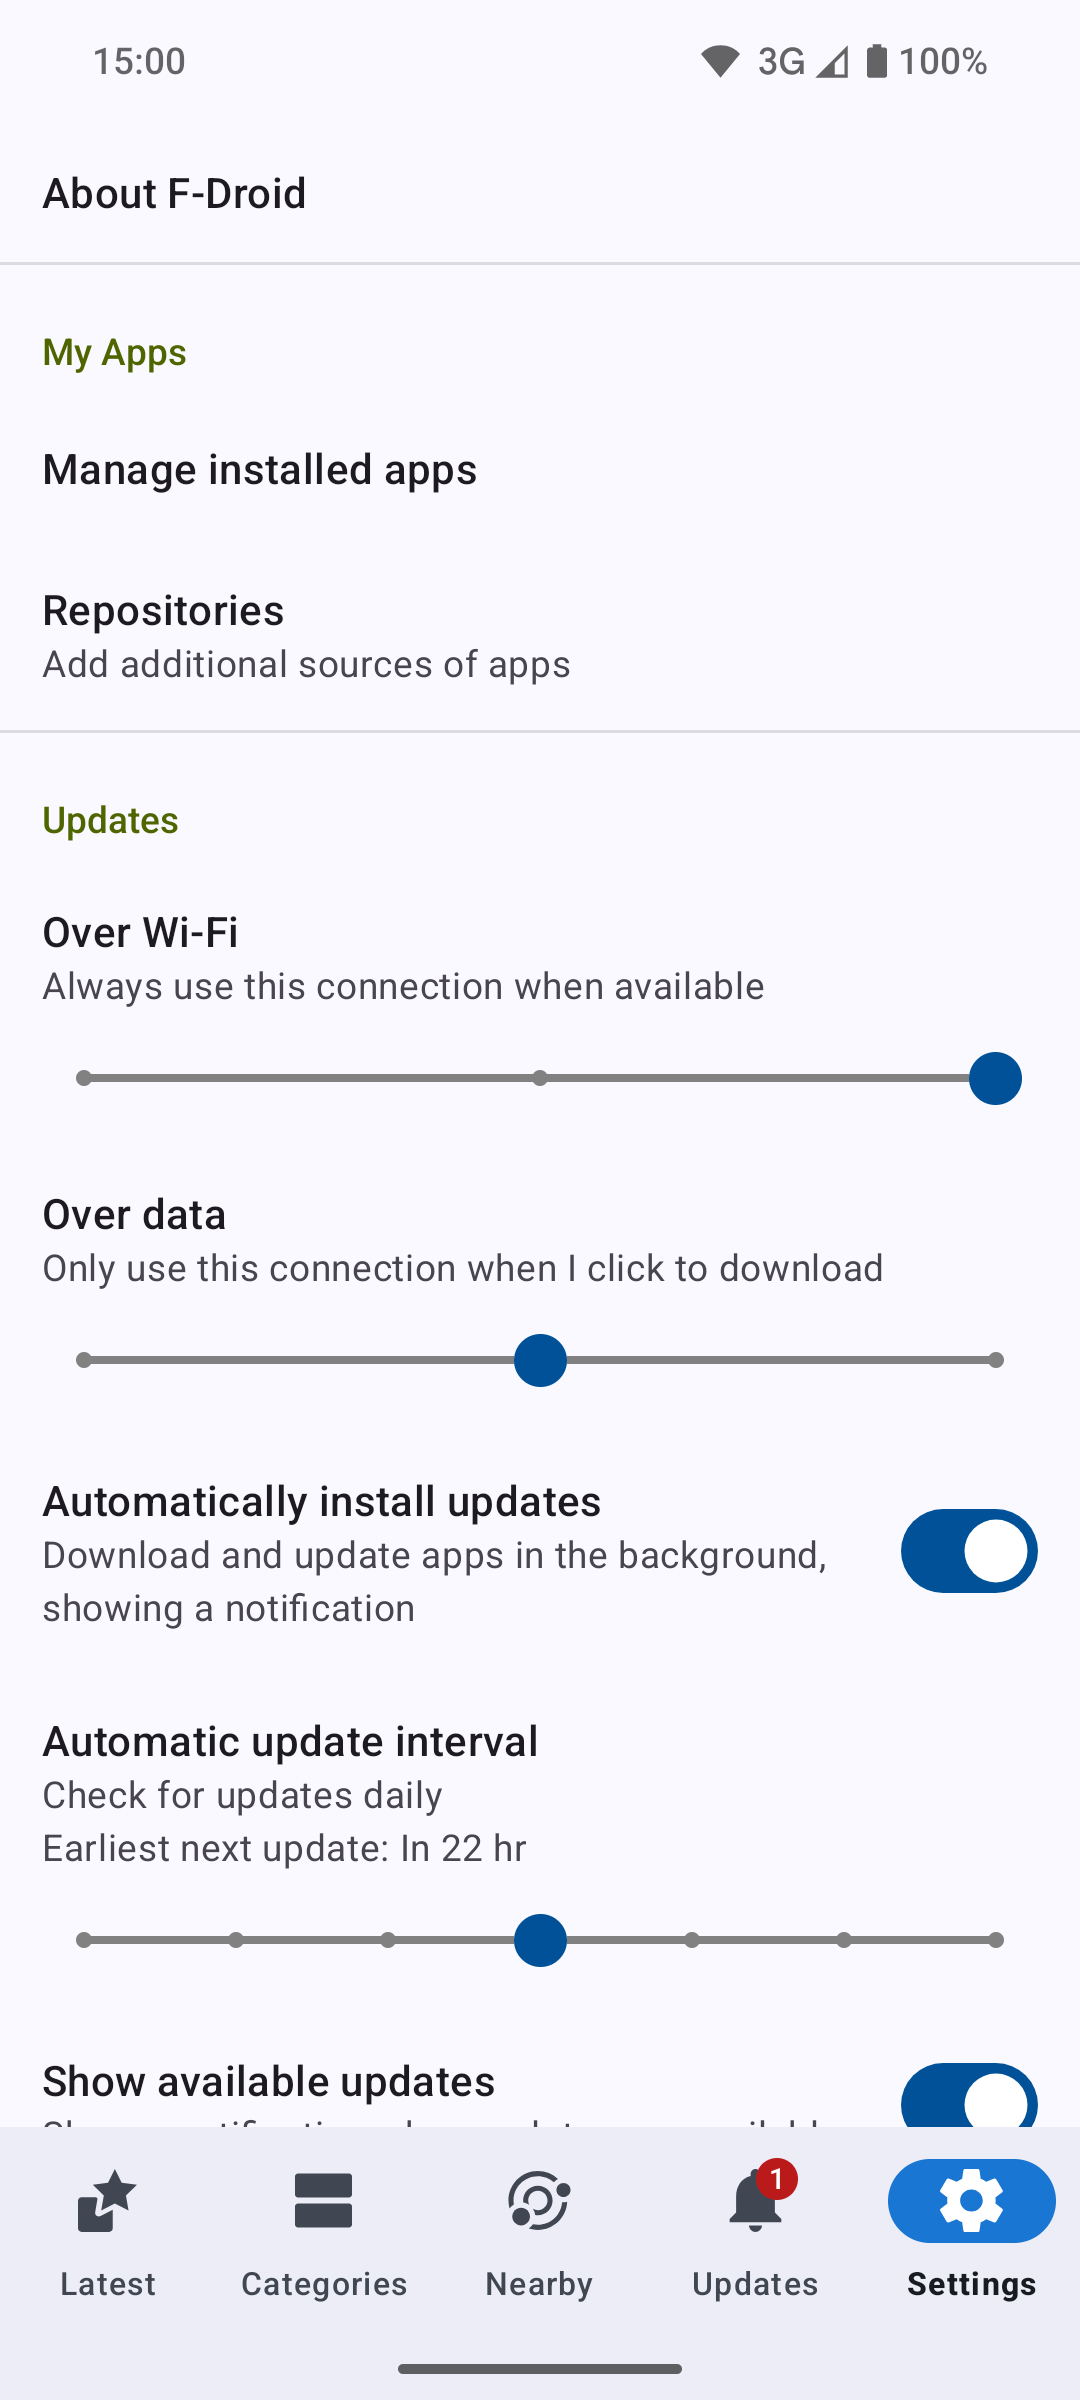 15:00
3G 100%
About F-Droid
My Apps
Manage installed apps
Repositories
Add additional sources of apps
Updates
Over Wi-Fi
Always use this connection when available
Over data
Only use this connection when I click to download
Automatically install updates
Download and update apps in the background,
showing a notification
Automatic update interval
Check for updates daily
Earliest next update: In 22 hr
Show available updates
1
Latest
Categories
Nearby
Updates
Settings